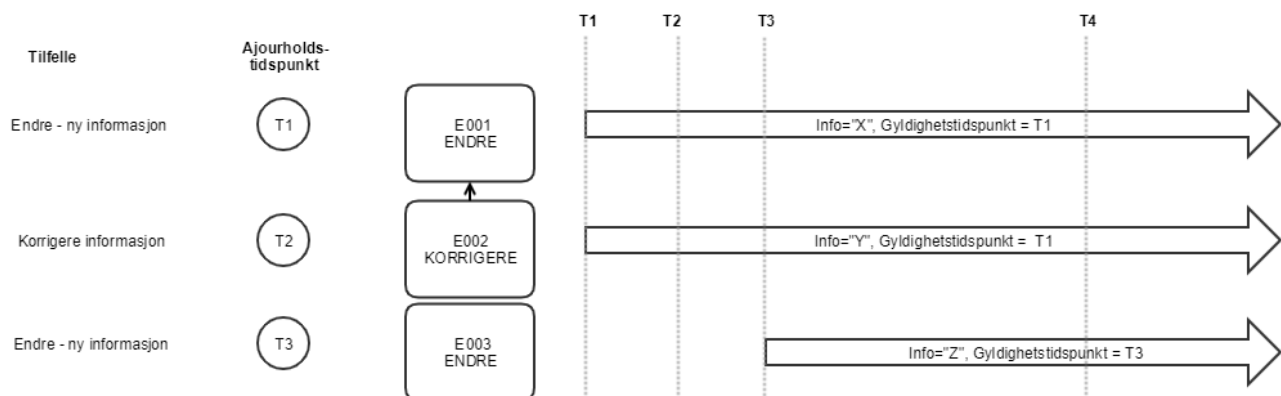 T1 T2 T3 T4
Tilfelle
Ajourholds-
tidspunkt
Endre - ny informasjon
T1
E001
ENDRE
Info="X", Gyldighetstidspunkt = T1
Korrigere informasjon
T2
E002
KORRIGERE
Info="Y", Gyldighetstidspunkt = T1
Endre - ny informasjon
T3
E003
ENDRE
Info="Z", Gyldighetstidspunkt = T3